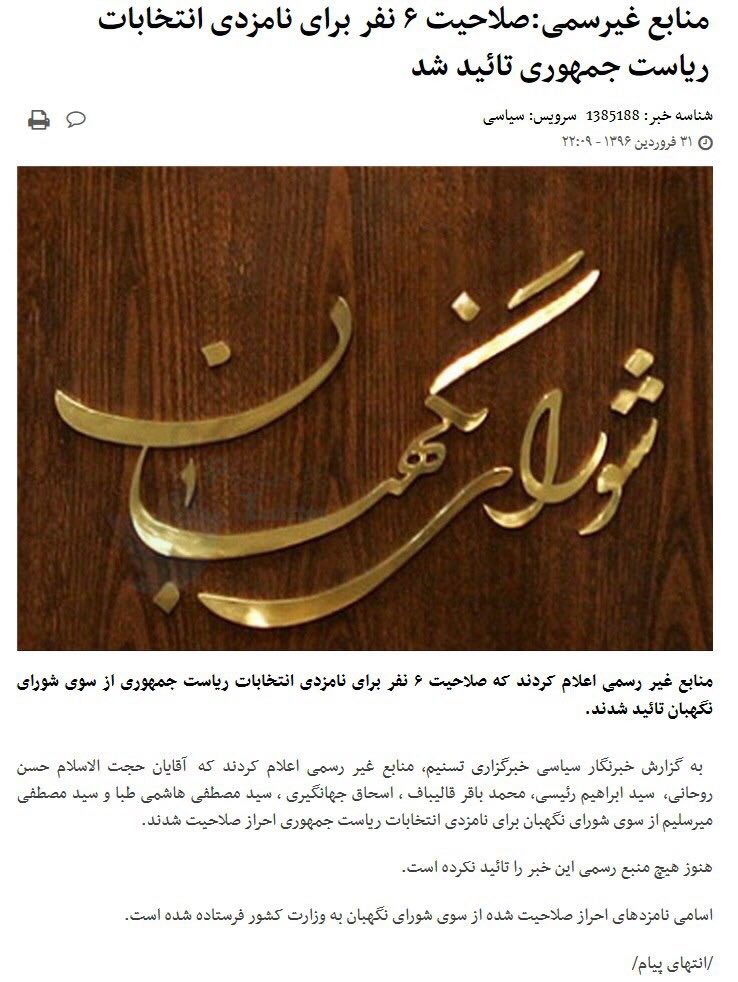 منابع غیررسمی:صلاحیت ۶ نفر برای نامزدی انتخابات
ریاست جمهوری تائید شد
شناسه خبر: 1385188 سرویس: سیاسی
۳۱ فروردین ۱۳۹۶ - ۲۲:۰۹
شورای نگهبان
منابع غیر رسمی اعلام کردند که صلاحیت ۶ نفر برای نامزدی انتخابات ریاست جمهوری از سوی شورای
نگهبان تائید شدند.
به گزارش خبرنگار سیاسی خبرگزاری تسنیم، منابع غیر رسمی اعلام کردند که آقایان حجت الاسلام حسن
روحانی، سید ابراهیم رئیسی، محمد باقر قالیباف ، اسحاق جهانگیری ، سید مصطفی هاشمی طبا و سید مصطفی
میرسلیم از سوی شورای نگهبان برای نامزدی انتخابات ریاست جمهوری احراز صلاحیت شدند.
هنوز هیچ منبع رسمی این خبر را تائید نکرده است.
اسامی نامزدهای احراز صلاحیت شده از سوی شورای نگهبان به وزارت کشور فرستاده شده است.
/انتهای پیام/